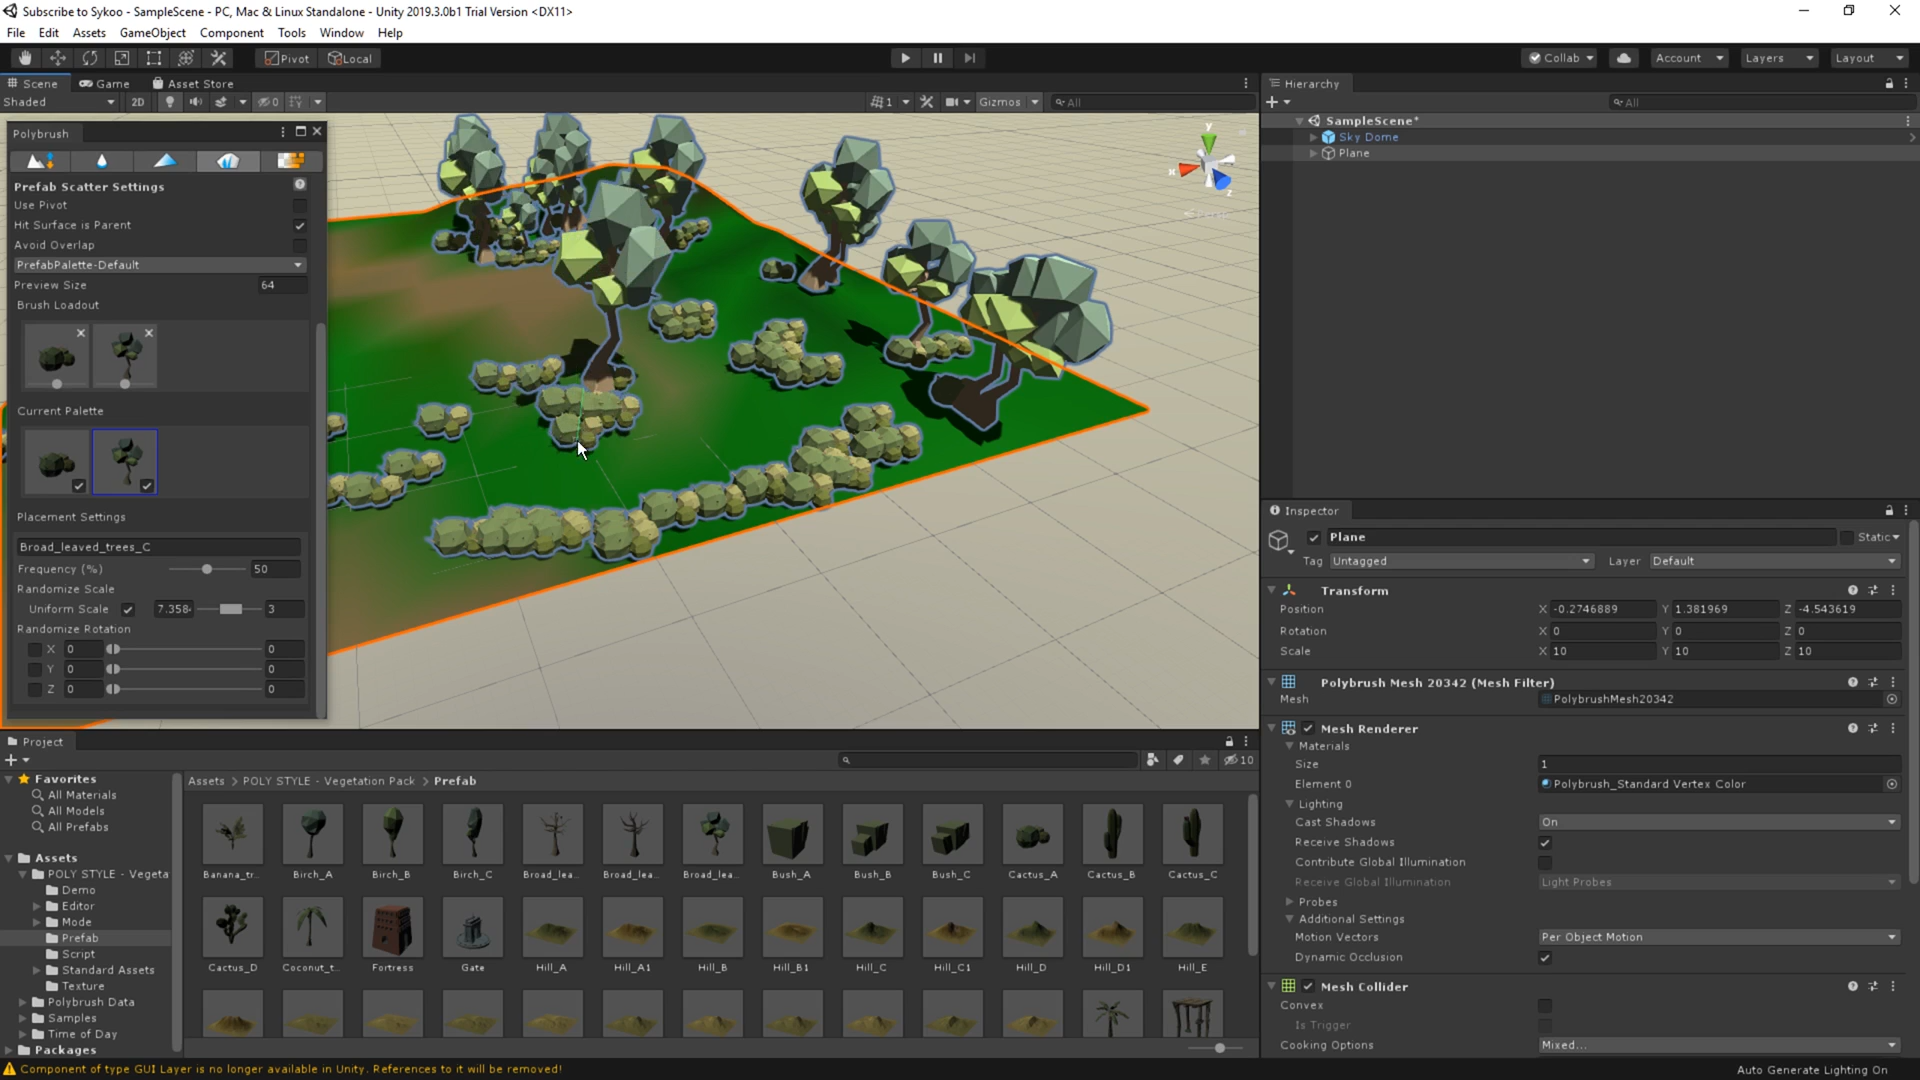 Subscribe to Sykoo - SampleScene - PC, Mac & Linux Standalone - Unity 2019.3.0b1 Trial Version <DX11>
File Edit Assets GameObject Component Tools Window Help
Pivot Local Collab Account Layers Layout
Scene Game Asset Store
Shaded 2D 0 1 Gizmos All
Polybrush
Prefab Scatter Settings
Use Pivot
Hit Surface is Parent
Avoid Overlap
PrefabPalette-Default
Preview Size 64
Brush Loadout
Current Palette
Placement Settings
Broad_leaved_trees_C
Frequency (%) 50
Randomize Scale
Uniform Scale 7.358 3
Randomize Rotation
X 0 0
Y 0 0
Z 0 0
y
x
z
Hierarchy
All
SampleScene*
Sky Dome
Plane
Inspector
Plane Static
Tag Untagged Layer Default
Transform
Position X -0.2746889 Y 1.381969 Z -4.543619
Rotation X 0 Y 0 Z 0
Scale X 10 Y 10 Z 10
Polybrush Mesh 20342 (Mesh Filter)
Mesh PolybrushMesh20342
Mesh Renderer
Materials
Size 1
Element 0 Polybrush_Standard Vertex Color
Lighting
Cast Shadows On
Receive Shadows
Contribute Global Illumination
Receive Global Illumination Light Probes
Probes
Additional Settings
Motion Vectors Per Object Motion
Dynamic Occlusion
Mesh Collider
Convex
Is Trigger
Cooking Options Mixed...
Project
10
Favorites
All Materials
All Models
All Prefabs
Assets
POLY STYLE - Vegeta
Demo
Editor
Mode
Prefab
Script
Standard Assets
Texture
Polybrush Data
Samples
Time of Day
Packages
Assets > POLY STYLE - Vegetation Pack > Prefab
Banana_tr... Birch_A Birch_B Birch_C Broad_lea... Broad_lea... Broad_lea... Bush_A Bush_B Bush_C Cactus_A Cactus_B Cactus_C
Cactus_D Coconut_t... Fortress Gate Hill_A Hill_A1 Hill_B Hill_B1 Hill_C Hill_C1 Hill_D Hill_D1 Hill_E
Component of type GUI Layer is no longer available in Unity. References to it will be removed!
Auto Generate Lighting On